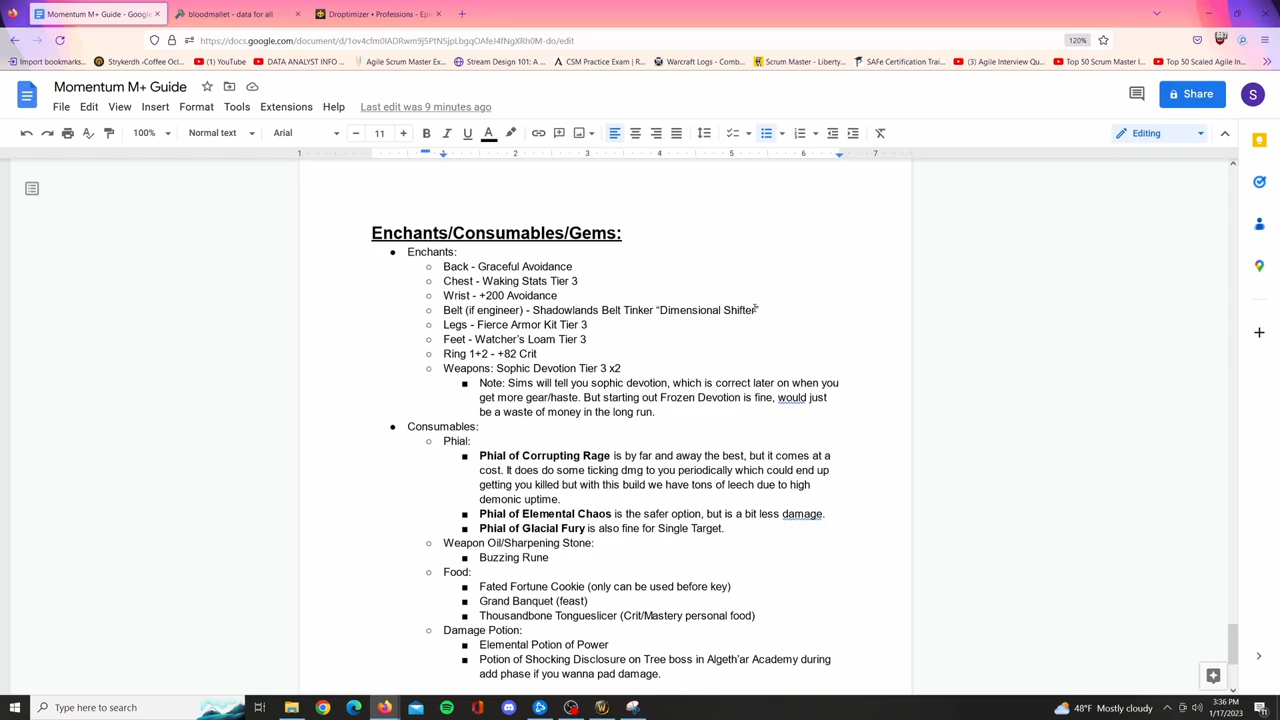 Momentum M+ Guide - Google
bloodmallet - data for all
Droptimizer • Professions - Epi
https://docs.google.com/document/d/1ov4cfm0IADRwm9j5PtNSjpLbgqOAfeJ4fNgXRh0M-do/edit
120%
Import bookmarks...
Strykerdh ‹Coffee Ocl...
(1) YouTube
DATA ANALYST INFO...
Agile Scrum Master Ex...
Stream Design 101: A ...
CSM Practice Exam | ...
Warcraft Logs - Comb...
Scrum Master - Liberty...
SAFe Certification Trai...
(3) Agile Interview Qu...
Top 50 Scrum Master I...
Top 50 Scaled Agile In...
Momentum M+ Guide
File Edit View Insert Format Tools Extensions Help Last edit was 9 minutes ago
Share
S
100% Normal text Arial 11 Editing
1 1 2 3 4 5 6 7
Enchants/Consumables/Gems:
● Enchants:
○ Back - Graceful Avoidance
○ Chest - Waking Stats Tier 3
○ Wrist - +200 Avoidance
○ Belt (if engineer) - Shadowlands Belt Tinker “Dimensional Shifter”
○ Legs - Fierce Armor Kit Tier 3
○ Feet - Watcher’s Loam Tier 3
○ Ring 1+2 - +82 Crit
○ Weapons: Sophic Devotion Tier 3 x2
■ Note: Sims will tell you sophic devotion, which is correct later on when you
get more gear/haste. But starting out Frozen Devotion is fine, would just
be a waste of money in the long run.
● Consumables:
○ Phial:
■ Phial of Corrupting Rage is by far and away the best, but it comes at a
cost. It does do some ticking dmg to you periodically which could end up
getting you killed but with this build we have tons of leech due to high
demonic uptime.
■ Phial of Elemental Chaos is the safer option, but is a bit less damage.
■ Phial of Glacial Fury is also fine for Single Target.
○ Weapon Oil/Sharpening Stone:
■ Buzzing Rune
○ Food:
■ Fated Fortune Cookie (only can be used before key)
■ Grand Banquet (feast)
■ Thousandbone Tongueslicer (Crit/Mastery personal food)
○ Damage Potion:
■ Elemental Potion of Power
■ Potion of Shocking Disclosure on Tree boss in Algeth’ar Academy during
add phase if you wanna pad damage.
Type here to search
48°F Mostly cloudy
3:36 PM
1/17/2023